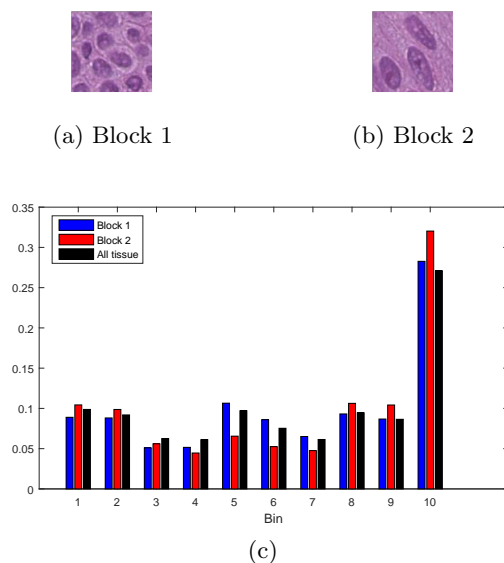 (a) Block 1
(b) Block 2
0.35
0.3
0.25
0.2
0.15
0.1
0.05
0
Block 1
Block 2
All tissue
1 2 3 4 5 6 7 8 9 10
Bin
(c)